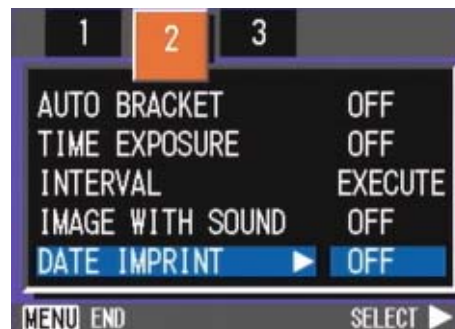 1 2 3
AUTO BRACKET OFF
TIME EXPOSURE OFF
INTERVAL EXECUTE
IMAGE WITH SOUND OFF
DATE IMPRINT ▶ OFF
MENU END SELECT ▶